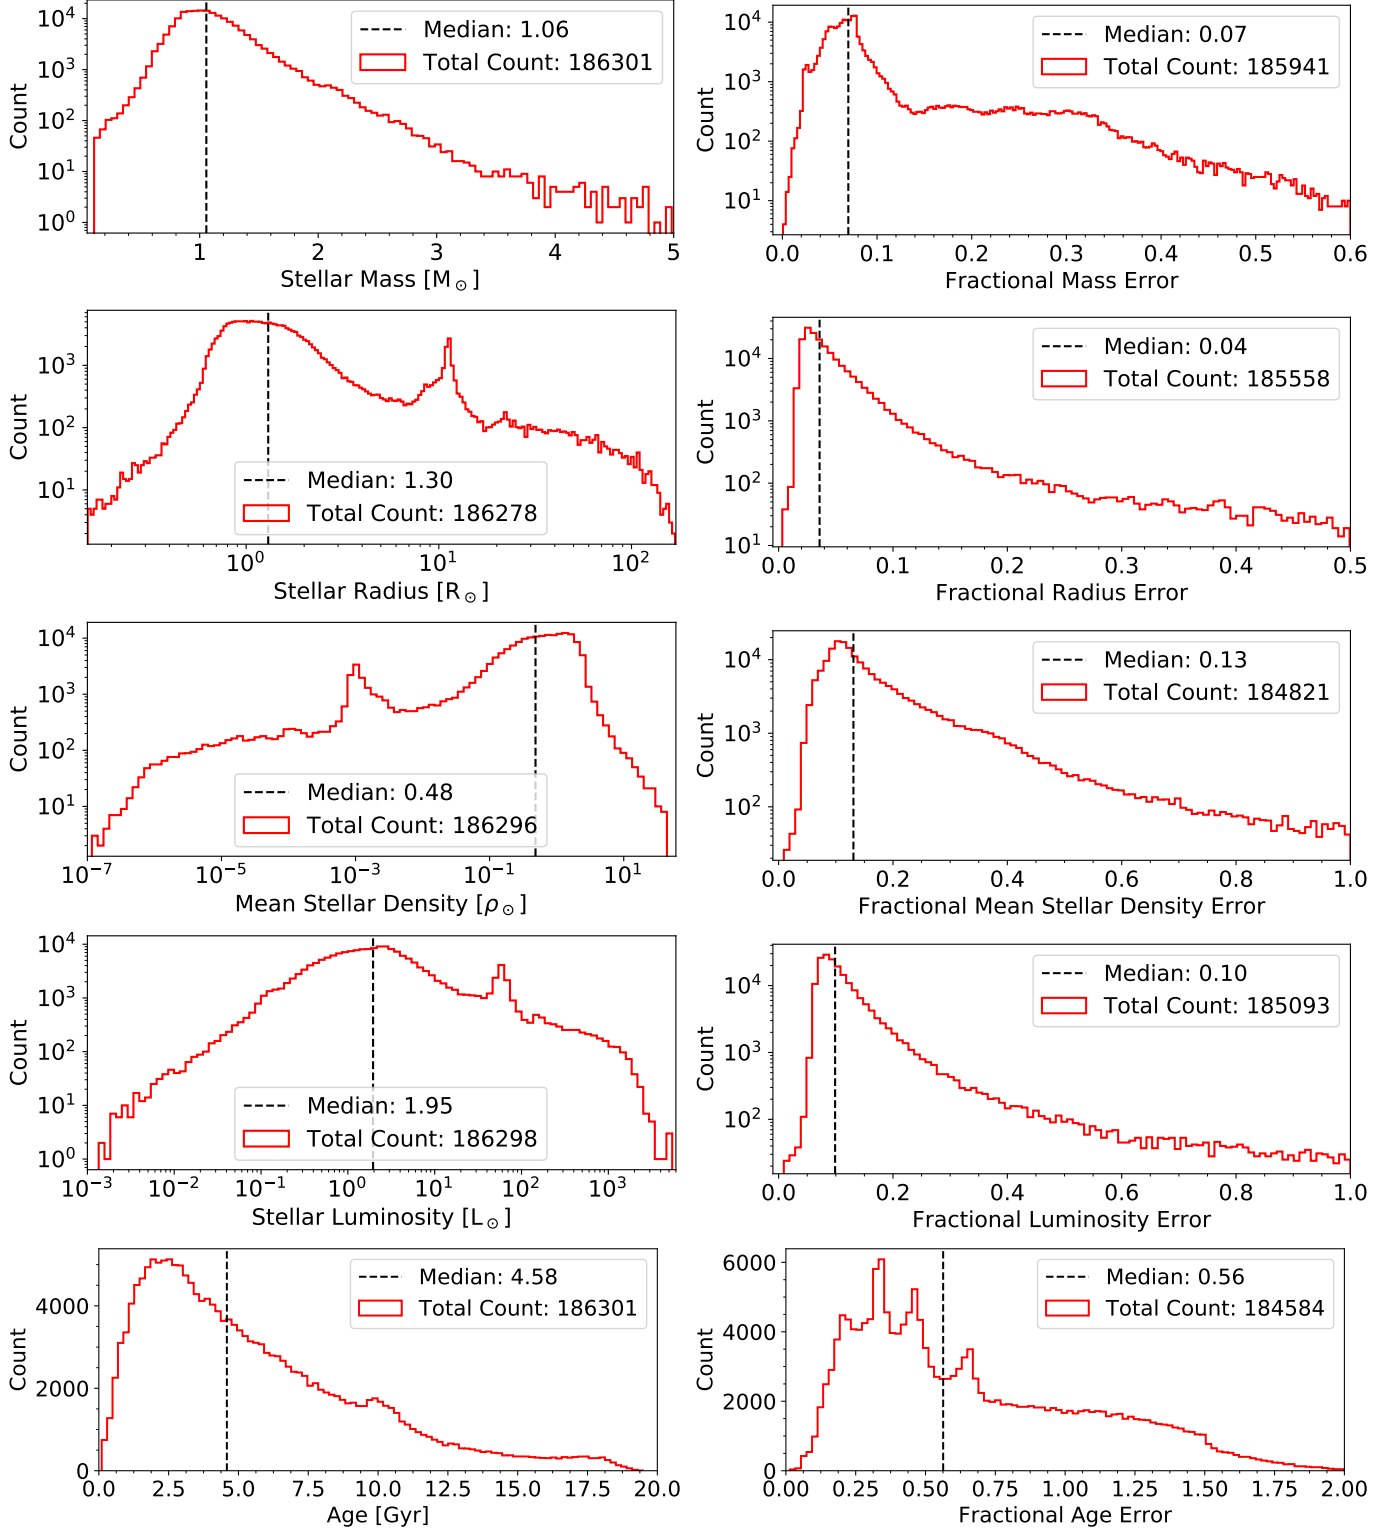 Count
10⁴
10³
10²
10¹
10⁰
Median: 1.06
Total Count: 186301
1 2 3 4 5
Stellar Mass [M⊙]
Count
10⁴
10³
10²
10¹
Median: 0.07
Total Count: 185941
0.0 0.1 0.2 0.3 0.4 0.5 0.6
Fractional Mass Error
Count
10³
10²
10¹
Median: 1.30
Total Count: 186278
10⁰ 10¹ 10²
Stellar Radius [R⊙]
Count
10⁴
10³
10²
10¹
Median: 0.04
Total Count: 185558
0.0 0.1 0.2 0.3 0.4 0.5
Fractional Radius Error
Count
10⁴
10³
10²
10¹
Median: 0.48
Total Count: 186296
10⁻⁷ 10⁻⁵ 10⁻³ 10⁻¹ 10¹
Mean Stellar Density [ρ⊙]
Count
10⁴
10³
10²
Median: 0.13
Total Count: 184821
0.0 0.2 0.4 0.6 0.8 1.0
Fractional Mean Stellar Density Error
Count
10⁴
10³
10²
10¹
10⁰
Median: 1.95
Total Count: 186298
10⁻³ 10⁻² 10⁻¹ 10⁰ 10¹ 10² 10³
Stellar Luminosity [L⊙]
Count
10⁴
10³
10²
Median: 0.10
Total Count: 185093
0.0 0.2 0.4 0.6 0.8 1.0
Fractional Luminosity Error
Count
4000
2000
0
Median: 4.58
Total Count: 186301
0.0 2.5 5.0 7.5 10.0 12.5 15.0 17.5 20.0
Age [Gyr]
Count
6000
4000
2000
0
Median: 0.56
Total Count: 184584
0.00 0.25 0.50 0.75 1.00 1.25 1.50 1.75 2.00
Fractional Age Error